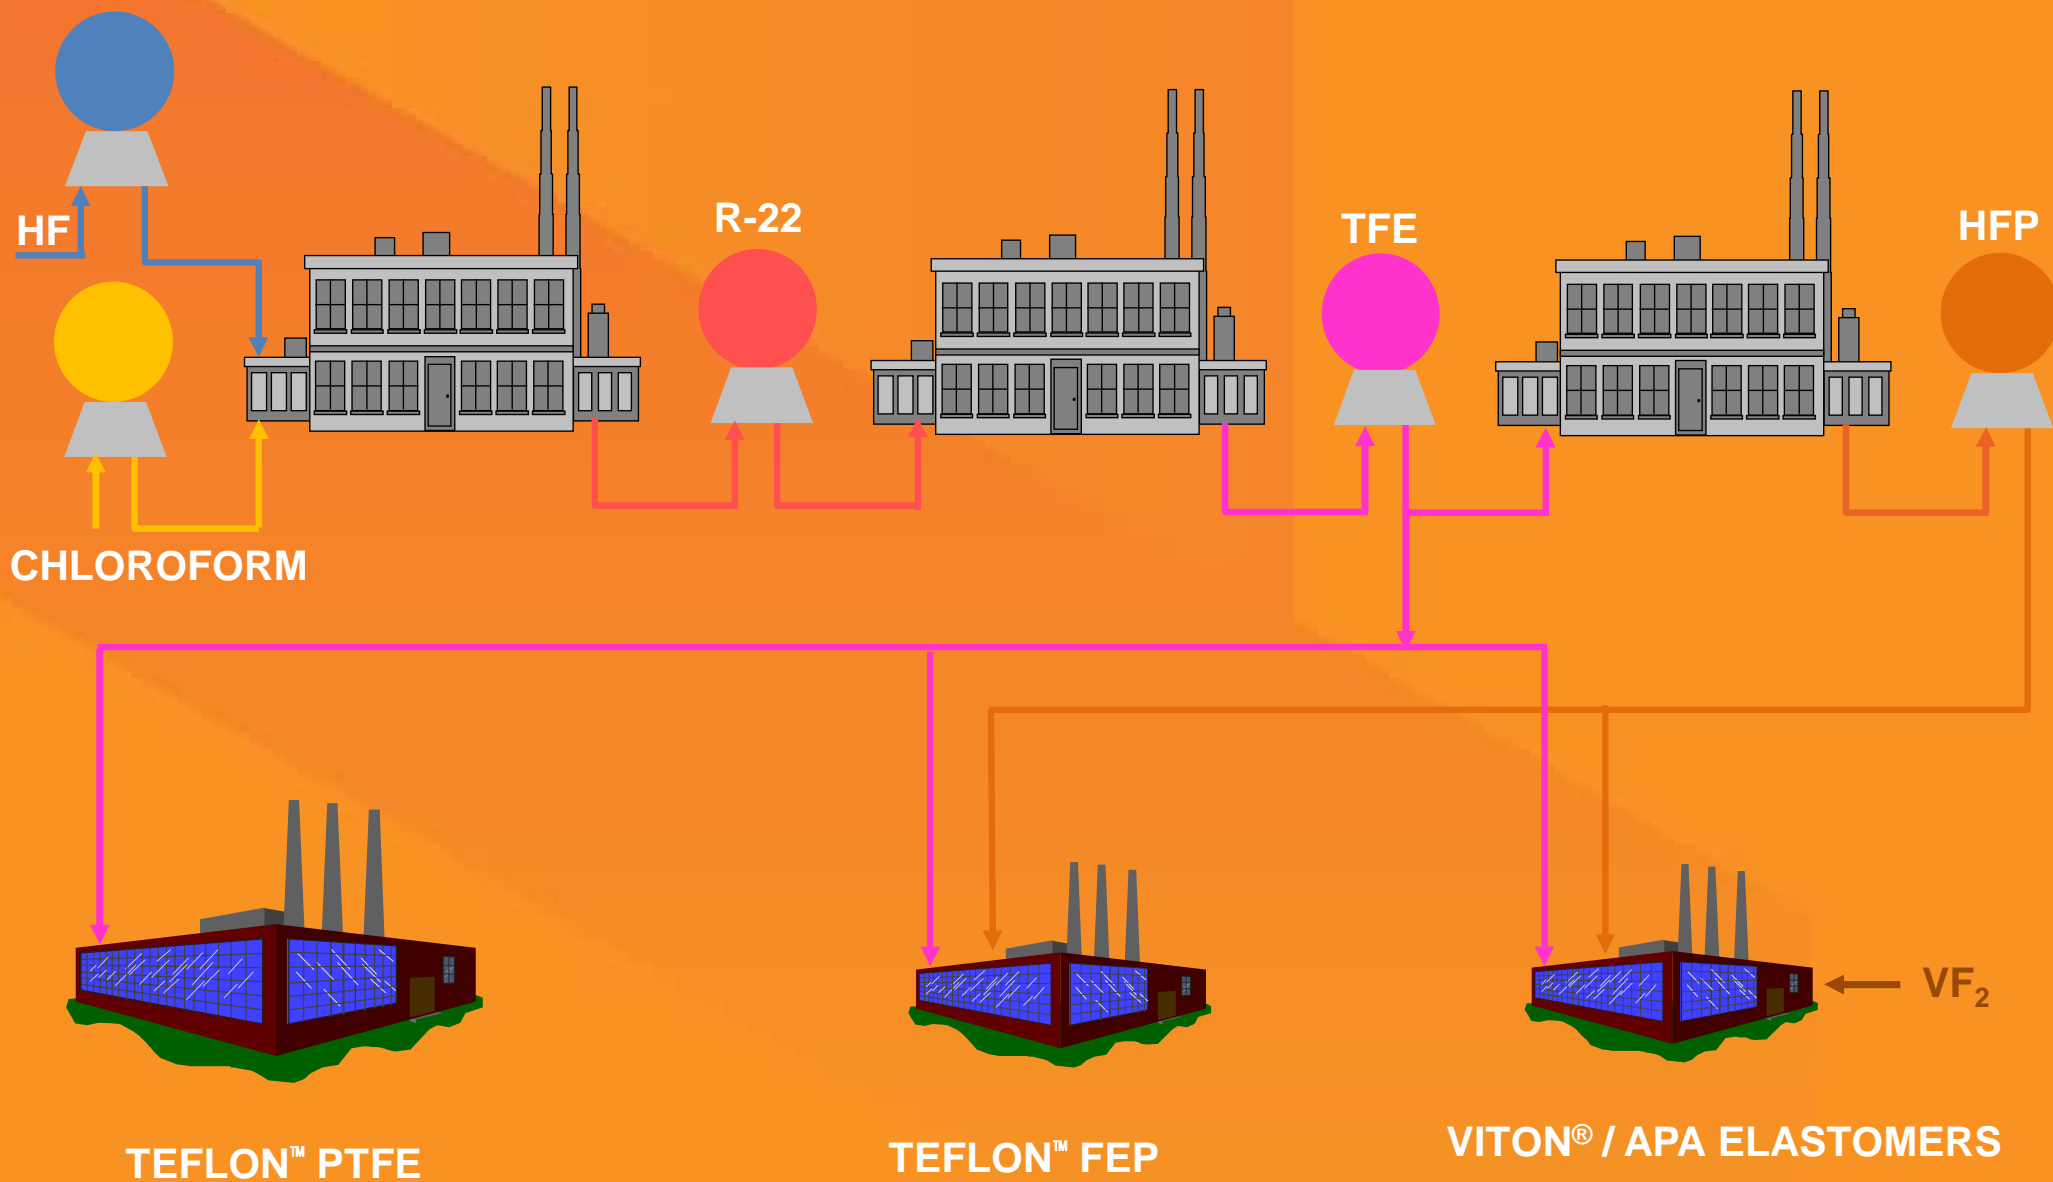 HF
R-22
TFE
HFP
CHLOROFORM
VF₂
TEFLON™ PTFE
TEFLON™ FEP
VITON® / APA ELASTOMERS